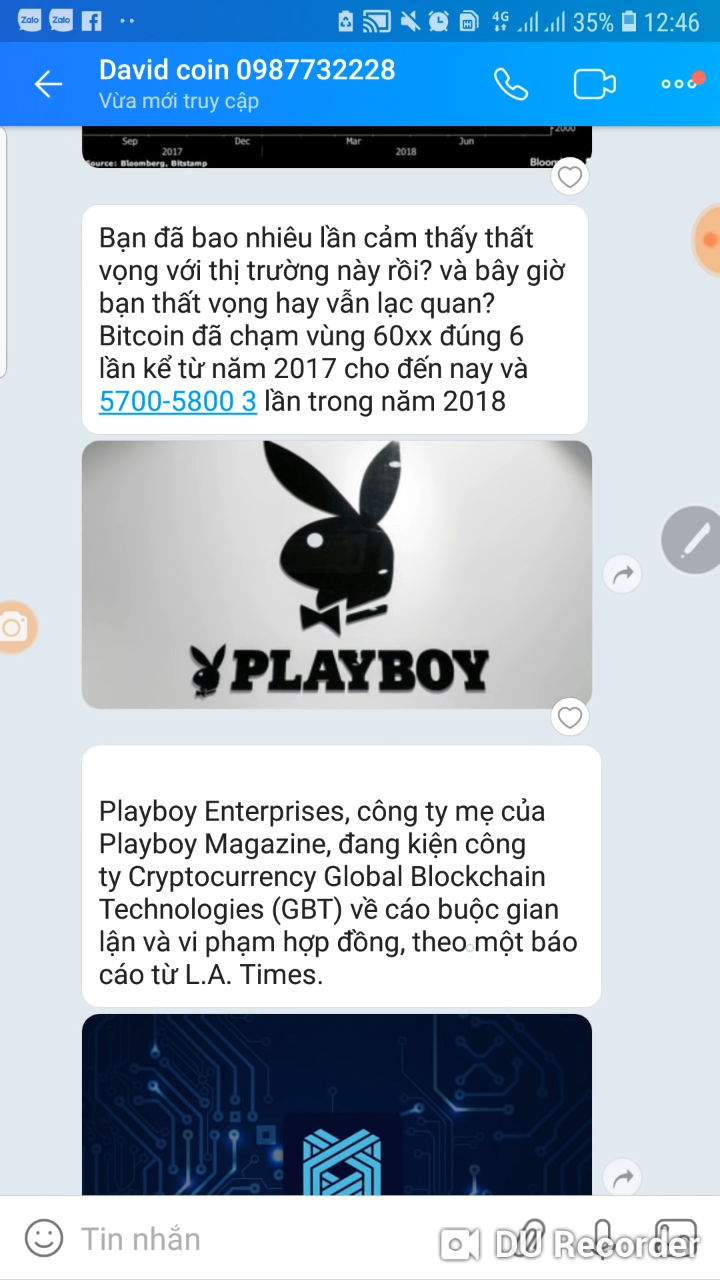 Zalo Zalo 4G 35% 12:46
David coin 0987732228
Vừa mới truy cập
2000
Sep Dec Mar Jun
2017 2018
Source: Bloomberg, Bitstamp Bloom
Bạn đã bao nhiêu lần cảm thấy thất
vọng với thị trường này rồi? và bây giờ
bạn thất vọng hay vẫn lạc quan?
Bitcoin đã chạm vùng 60xx đúng 6
lần kể từ năm 2017 cho đến nay và
5700-5800 3 lần trong năm 2018
PLAYBOY
Playboy Enterprises, công ty mẹ của
Playboy Magazine, đang kiện công
ty Cryptocurrency Global Blockchain
Technologies (GBT) về cáo buộc gian
lận và vi phạm hợp đồng, theo một báo
cáo từ L.A. Times.
Tin nhắn
DU Recorder